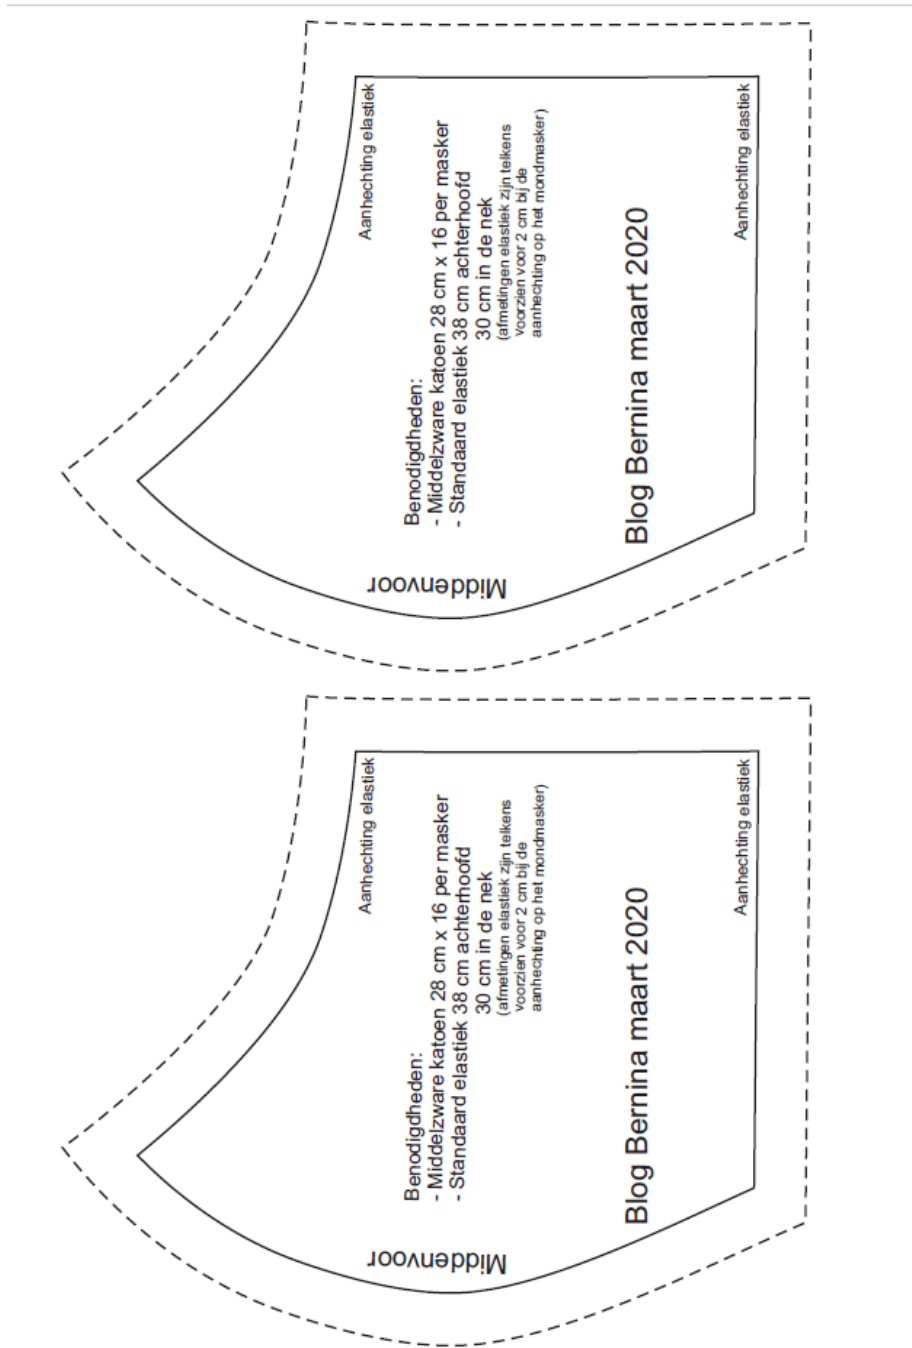 Aanhechting elastiek
Benodigdheden:
- Middelzware katoen 28 cm x 16 per masker
- Standaard elastiek 38 cm achterhoofd
30 cm in de nek
(afmetingen elastiek zijn telkens
voorzien voor 2 cm bij de
aanhechting op het mondmasker)
Blog Bernina maart 2020
Aanhechting elastiek
Middenvoor
Aanhechting elastiek
Benodigdheden:
- Middelzware katoen 28 cm x 16 per masker
- Standaard elastiek 38 cm achterhoofd
30 cm in de nek
(afmetingen elastiek zijn telkens
voorzien voor 2 cm bij de
aanhechting op het mondmasker)
Blog Bernina maart 2020
Aanhechting elastiek
Middenvoor